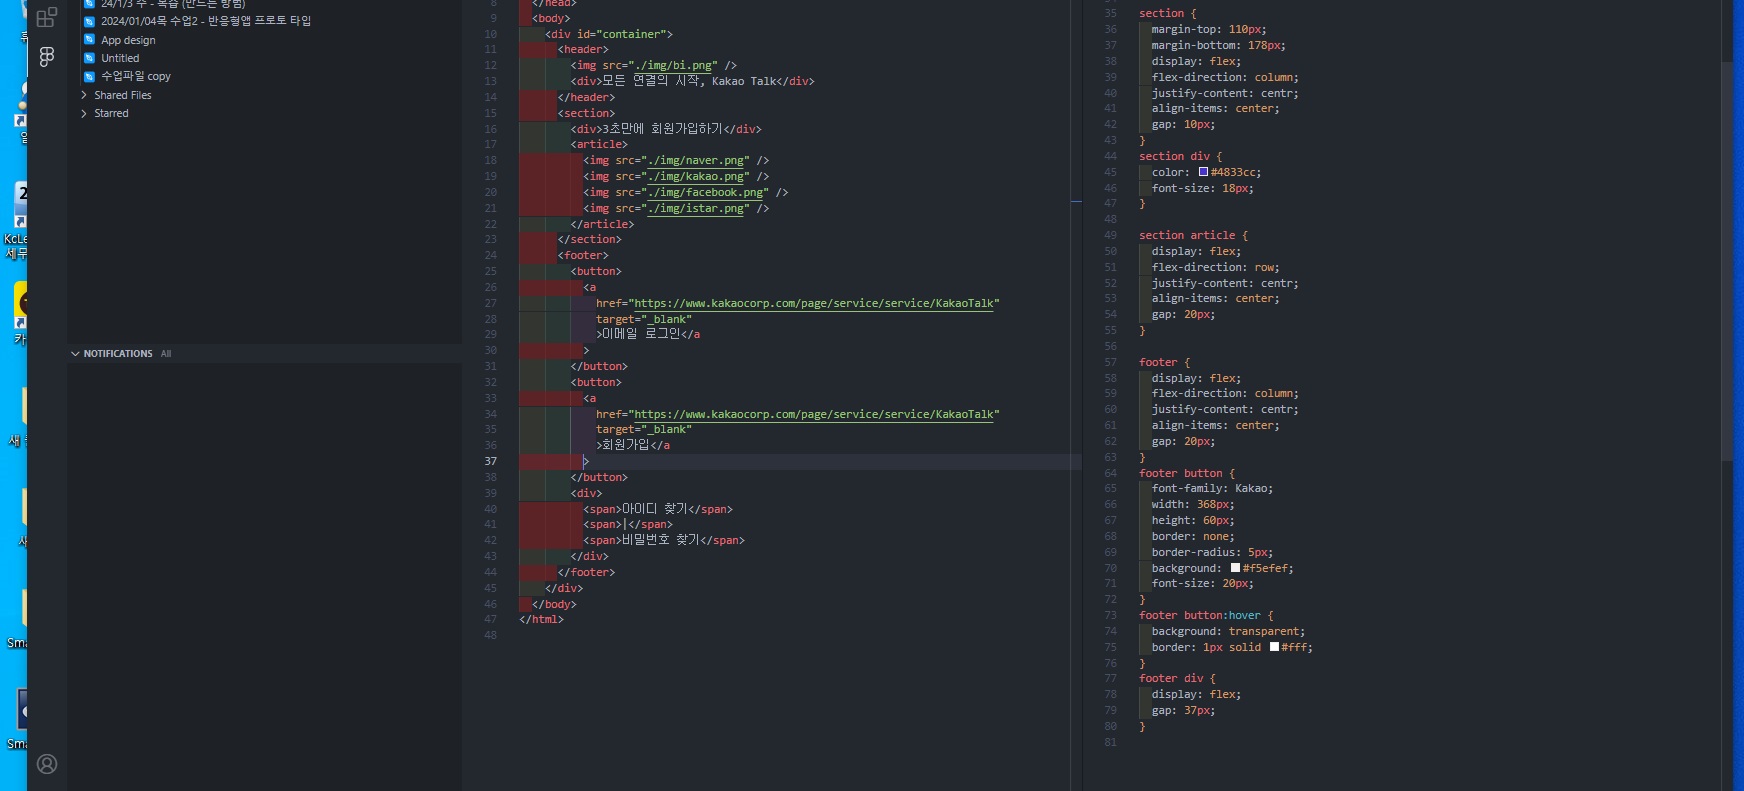 24/1/3 수 - 복습 (만드는 방법)
2024/01/04목 수업2 - 반응형앱 프로토 타입
App design
Untitled
수업파일 copy
Shared Files
Starred
NOTIFICATIONS All
KcLe
세무
카
새
Sma
Sma
8 </head>
9 <body>
10 <div id="container">
11 <header>
12 <img src="./img/bi.png" />
13 <div>모든 연결의 시작, Kakao Talk</div>
14 </header>
15 <section>
16 <div>3초만에 회원가입하기</div>
17 <article>
18 <img src="./img/naver.png" />
19 <img src="./img/kakao.png" />
20 <img src="./img/facebook.png" />
21 <img src="./img/istar.png" />
22 </article>
23 </section>
24 <footer>
25 <button>
26 <a
27 href="https://www.kakaocorp.com/page/service/service/KakaoTalk"
28 target="_blank"
29 >이메일 로그인</a
30 >
31 </button>
32 <button>
33 <a
34 href="https://www.kakaocorp.com/page/service/service/KakaoTalk"
35 target="_blank"
36 >회원가입</a
37 >
38 </button>
39 <div>
40 <span>아이디 찾기</span>
41 <span>|</span>
42 <span>비밀번호 찾기</span>
43 </div>
44 </footer>
45 </div>
46 </body>
47 </html>
48
35 section {
36 margin-top: 110px;
37 margin-bottom: 178px;
38 display: flex;
39 flex-direction: column;
40 justify-content: centr;
41 align-items: center;
42 gap: 10px;
43 }
44 section div {
45 color: #4833cc;
46 font-size: 18px;
47 }
48
49 section article {
50 display: flex;
51 flex-direction: row;
52 justify-content: centr;
53 align-items: center;
54 gap: 20px;
55 }
56
57 footer {
58 display: flex;
59 flex-direction: column;
60 justify-content: centr;
61 align-items: center;
62 gap: 20px;
63 }
64 footer button {
65 font-family: Kakao;
66 width: 368px;
67 height: 60px;
68 border: none;
69 border-radius: 5px;
70 background: #f5efef;
71 font-size: 20px;
72 }
73 footer button:hover {
74 background: transparent;
75 border: 1px solid #fff;
76 }
77 footer div {
78 display: flex;
79 gap: 37px;
80 }
81